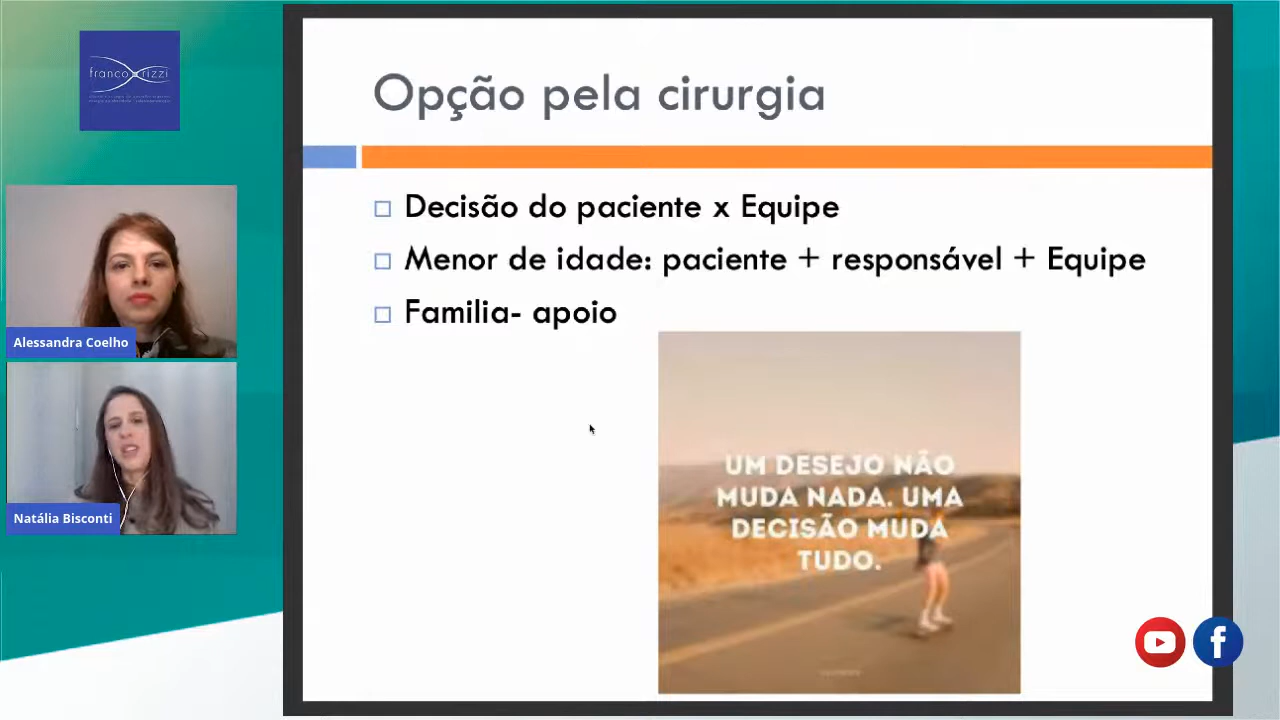 franco rizzi
Opção pela cirurgia
Decisão do paciente x Equipe
Menor de idade: paciente + responsável + Equipe
Familia- apoio
UM DESEJO NÃO
MUDA NADA. UMA
DECISÃO MUDA
TUDO.
Alessandra Coelho
Natália Bisconti